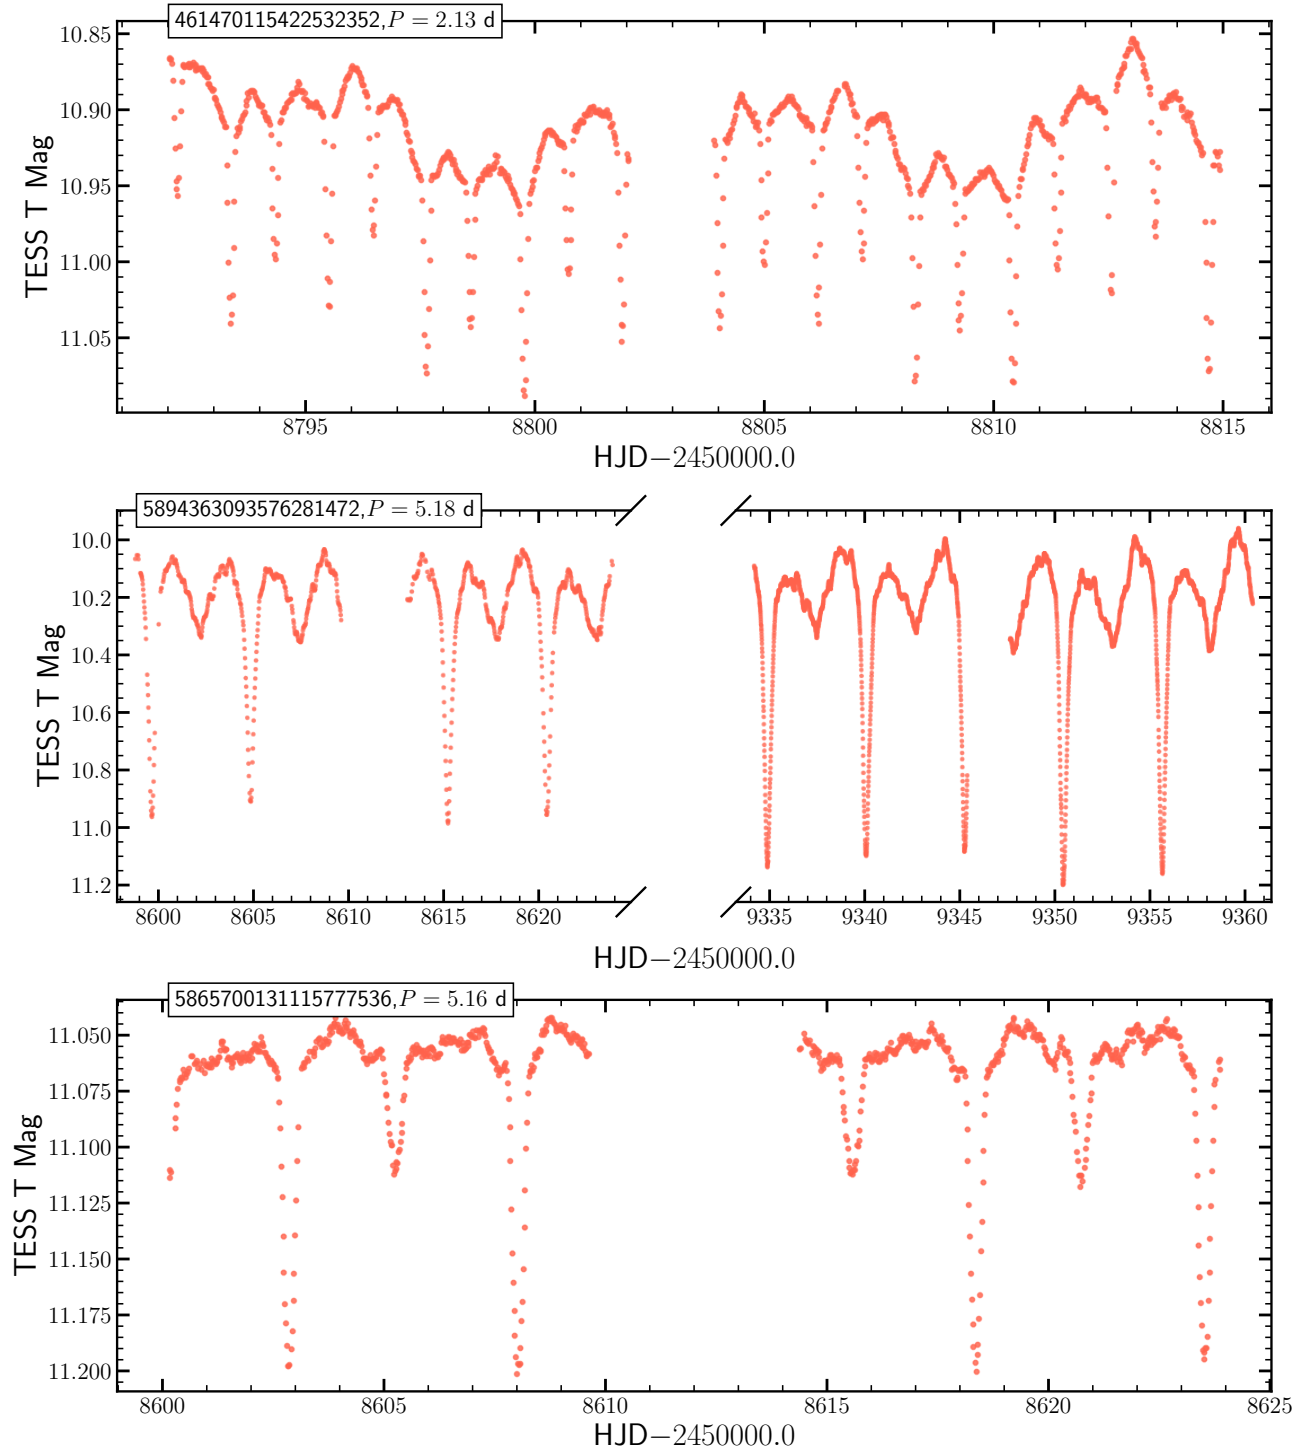 461470115422532352, P = 2.13 d
10.85
10.90
10.95
11.00
11.05
TESS T Mag
8795 8800 8805 8810 8815
HJD−2450000.0
5894363093576281472, P = 5.18 d
10.0
10.2
10.4
10.6
10.8
11.0
11.2
TESS T Mag
8600 8605 8610 8615 8620 9335 9340 9345 9350 9355 9360
HJD−2450000.0
5865700131115777536, P = 5.16 d
11.050
11.075
11.100
11.125
11.150
11.175
11.200
TESS T Mag
8600 8605 8610 8615 8620 8625
HJD−2450000.0